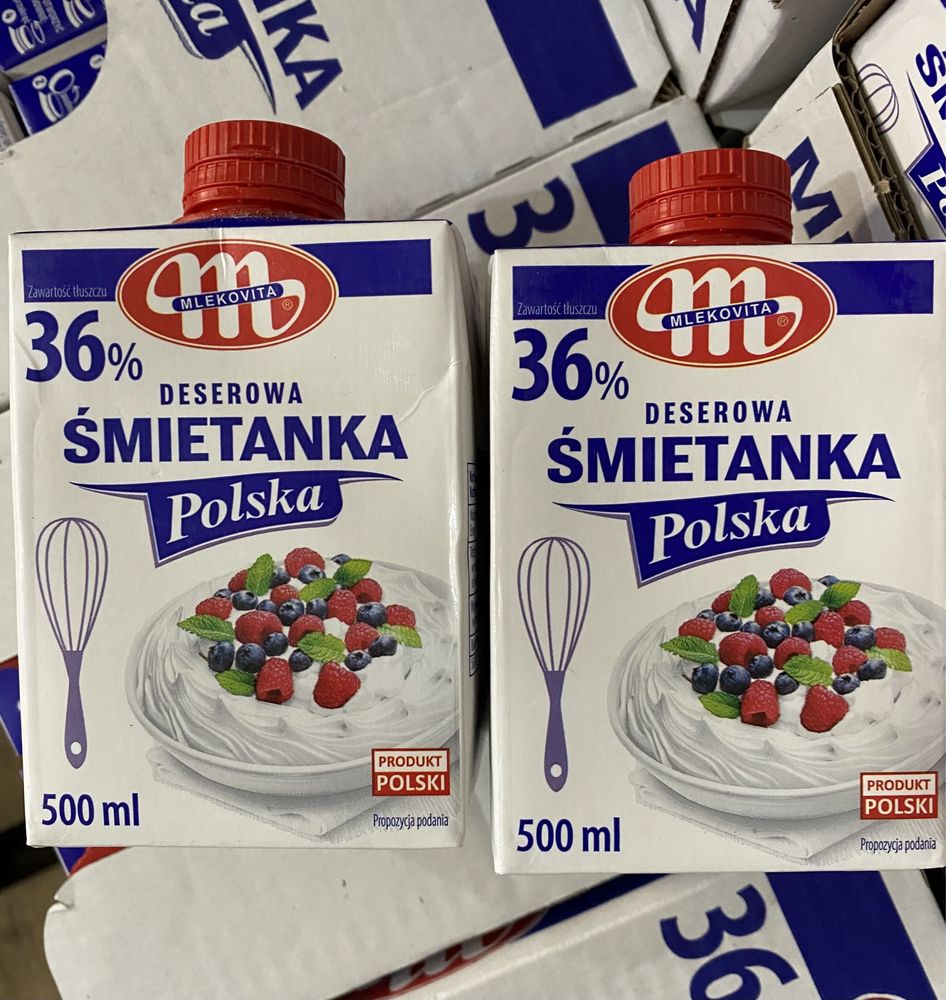 Zawartość tłuszczu
MLEKOVITA®
36%
DESEROWA
ŚMIETANKA
Polska
PRODUKT
POLSKI
500 ml
Propozycja podania
Zawartość tłuszczu
MLEKOVITA®
36%
DESEROWA
ŚMIETANKA
Polska
PRODUKT
POLSKI
500 ml
Propozycja podania
36